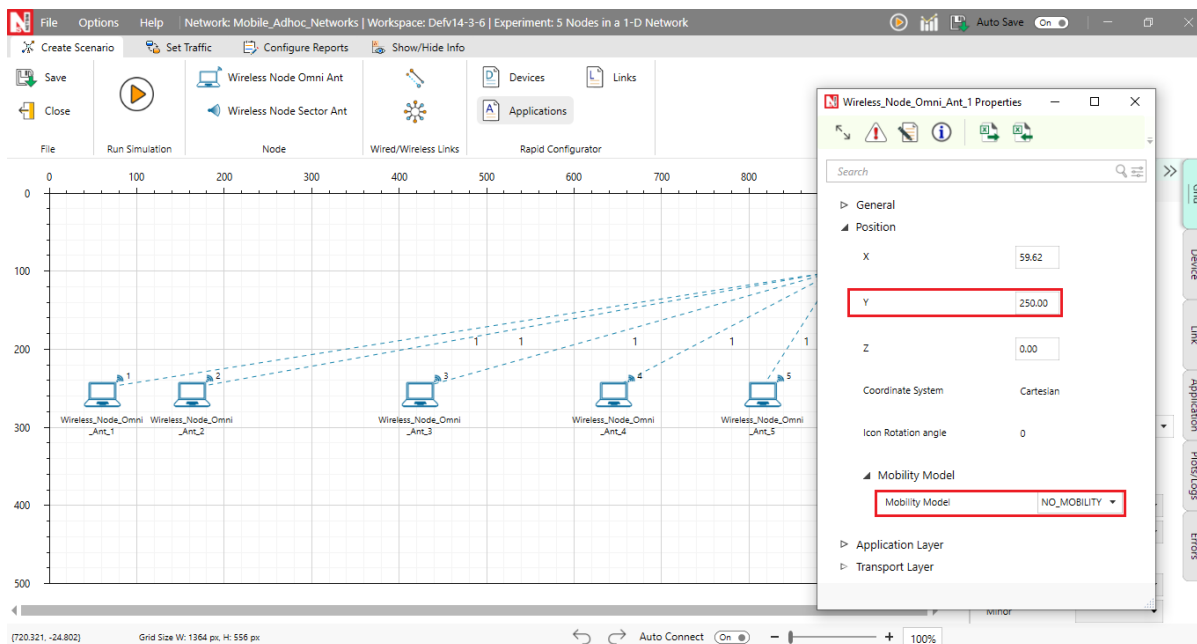 N File Options Help Network: Mobile_Adhoc_Networks | Workspace: Defv14-3-6 | Experiment: 5 Nodes in a 1-D Network Auto Save On
Create Scenario Set Traffic Configure Reports Show/Hide Info
Save Wireless Node Omni Ant D Devices L Links
Close Wireless Node Sector Ant A Applications
File Run Simulation Node Wired/Wireless Links Rapid Configurator
0 100 200 300 400 500 600 700 800
0
100
200
300
400
500
1 1 1 1 1
1 2 3 4 5
Wireless_Node_Omni Wireless_Node_Omni Wireless_Node_Omni Wireless_Node_Omni Wireless_Node_Omni
_Ant_1 _Ant_2 _Ant_3 _Ant_4 _Ant_5
Wireless_Node_Omni_Ant_1 Properties
Search
General
Position
X 59.62
Y 250.00
Z 0.00
Coordinate System Cartesian
Icon Rotation angle 0
Mobility Model
Mobility Model NO_MOBILITY
Application Layer
Transport Layer
Device
Link
Application
Plots/Logs
Errors
(720.321, -24.802) Grid Size W: 1364 px, H: 556 px Auto Connect On 100%